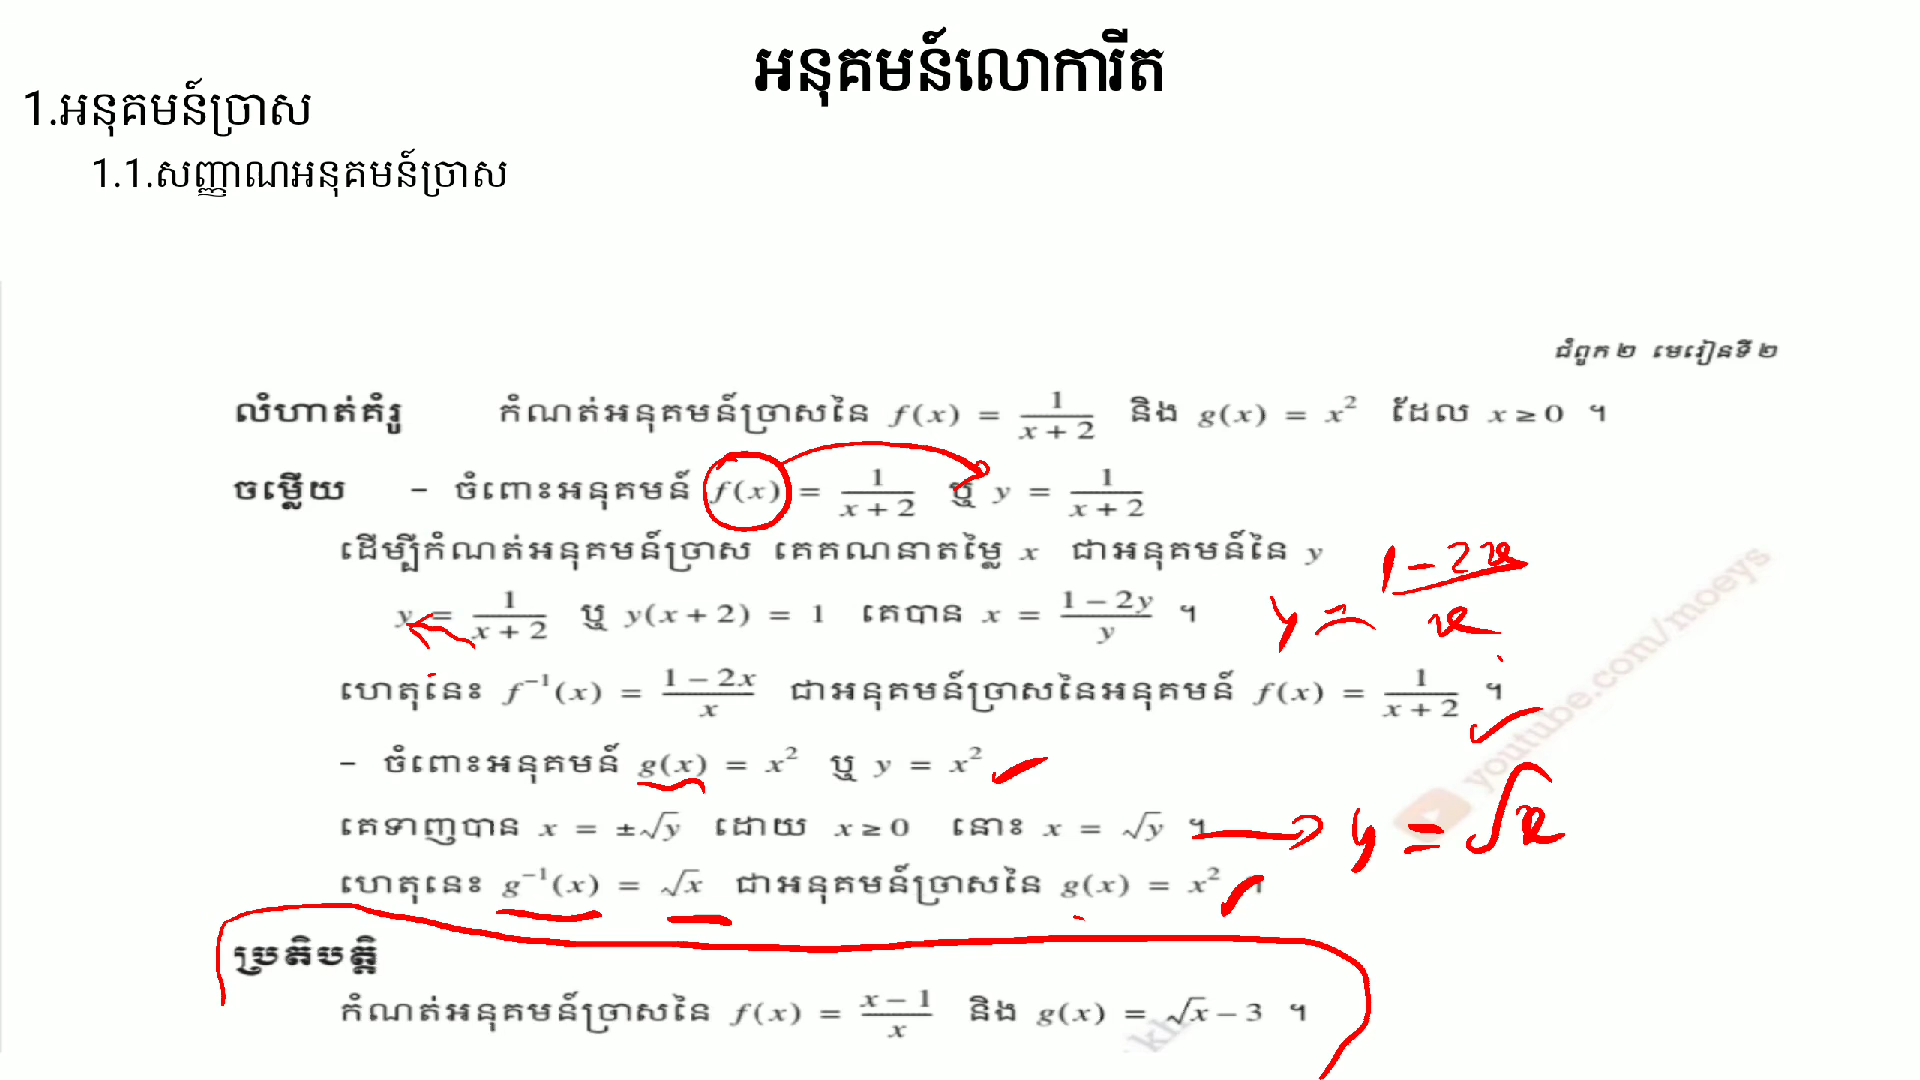 អនុគមន៍លោការីត
1.អនុគមន៍ច្រាស
1.1.សញ្ញាណអនុគមន៍ច្រាស
ជំពូក ២ មេរៀនទី ២
លំហាត់គំរូ កំណត់អនុគមន៍ច្រាសនៃ f(x) = 1/(x + 2) និង g(x) = x² ដែល x ≥ 0 ។
ចម្លើយ – ចំពោះអនុគមន៍ f(x) = 1/(x + 2) ឬ y = 1/(x + 2)
ដើម្បីកំណត់អនុគមន៍ច្រាស គេគណនាតម្លៃ x ជាអនុគមន៍នៃ y
y = 1/(x + 2) ឬ y(x + 2) = 1 គេបាន x = (1 – 2y)/y ។ y = (1 – 2x)/x
ហេតុនេះ f⁻¹(x) = (1 – 2x)/x ជាអនុគមន៍ច្រាសនៃអនុគមន៍ f(x) = 1/(x + 2) ។
– ចំពោះអនុគមន៍ g(x) = x² ឬ y = x²
គេទាញបាន x = ±√y ដោយ x ≥ 0 នោះ x = √y ។ → y = √x
ហេតុនេះ g⁻¹(x) = √x ជាអនុគមន៍ច្រាសនៃ g(x) = x² ។
ប្រតិបត្តិ
កំណត់អនុគមន៍ច្រាសនៃ f(x) = (x – 1)/x និង g(x) = √x – 3 ។
youtube.com/moeys
kh